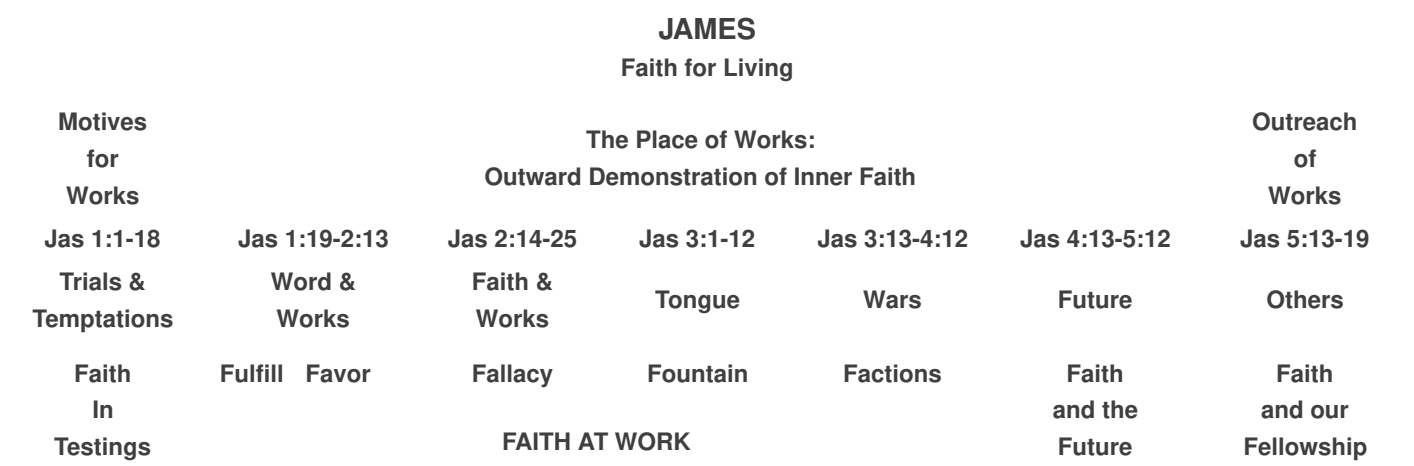 JAMES
Faith for Living
Motives
for
Works
The Place of Works:
Outward Demonstration of Inner Faith
Outreach
of
Works
Jas 1:1-18 Jas 1:19-2:13 Jas 2:14-25 Jas 3:1-12 Jas 3:13-4:12 Jas 4:13-5:12 Jas 5:13-19
Trials &
Temptations
Word &
Works
Faith &
Works
Tongue
Wars
Future
Others
Faith
In
Testings
Fulfill Favor
Fallacy
Fountain
Factions
FAITH AT WORK
Faith
and the
Future
Faith
and our
Fellowship